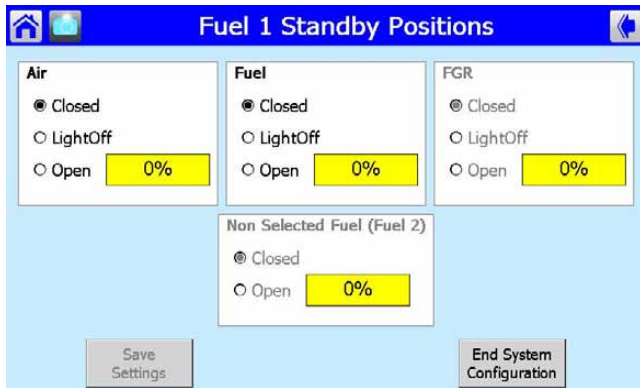 Fuel 1 Standby Positions
Air
Closed
LightOff
Open 0%
Fuel
Closed
LightOff
Open 0%
FGR
Closed
LightOff
Open 0%
Non Selected Fuel (Fuel 2)
Closed
Open 0%
Save
Settings
End System
Configuration